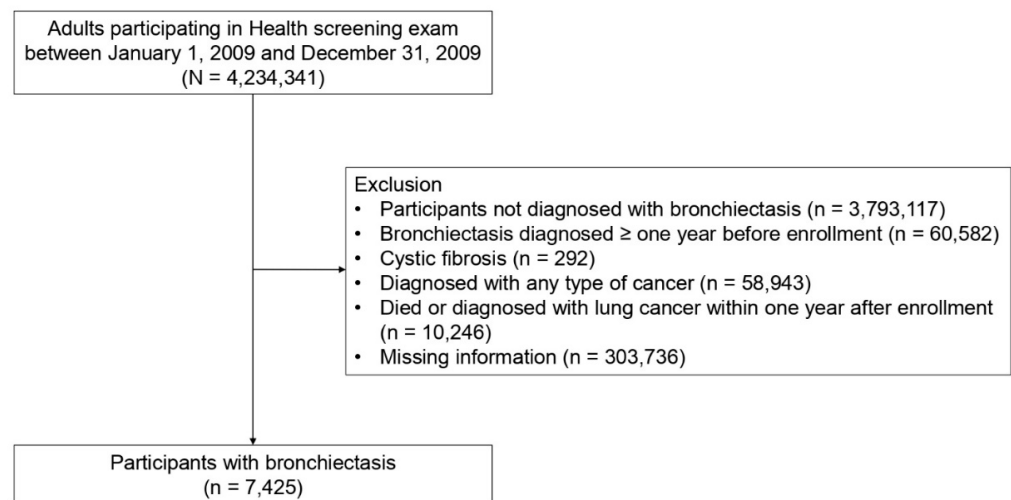 Adults participating in Health screening exam
between January 1, 2009 and December 31, 2009
(N = 4,234,341)
Exclusion
• Participants not diagnosed with bronchiectasis (n = 3,793,117)
• Bronchiectasis diagnosed ≥ one year before enrollment (n = 60,582)
• Cystic fibrosis (n = 292)
• Diagnosed with any type of cancer (n = 58,943)
• Died or diagnosed with lung cancer within one year after enrollment
(n = 10,246)
• Missing information (n = 303,736)
Participants with bronchiectasis
(n = 7,425)